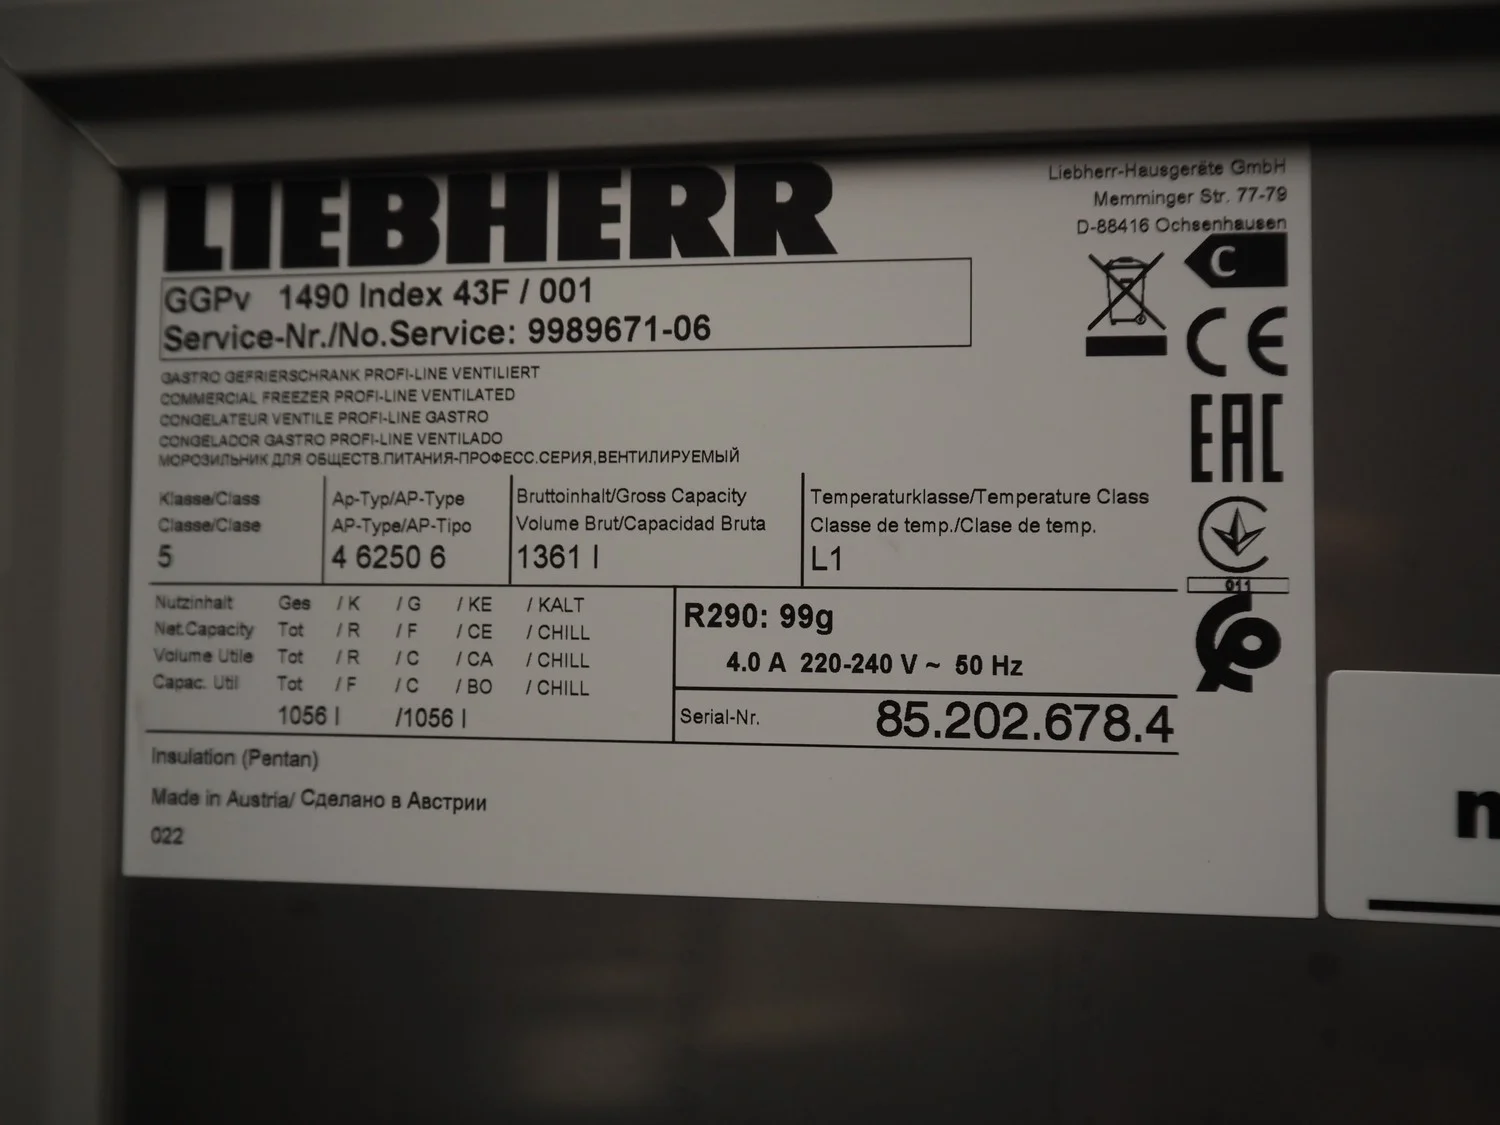 LIEBHERR
Liebherr-Hausgeräte GmbH
Memminger Str. 77-79
D-88416 Ochsenhausen
C
GGPv 1490 Index 43F / 001
Service-Nr./No.Service: 9989671-06
CE
EAC
GASTRO GEFRIERSCHRANK PROFI-LINE VENTILIERT
COMMERCIAL FREEZER PROFI-LINE VENTILATED
CONGELATEUR VENTILE PROFI-LINE GASTRO
CONGELADOR GASTRO PROFI-LINE VENTILADO
МОРОЗИЛЬНИК ДЛЯ ОБЩЕСТВ.ПИТАНИЯ-ПРОФЕСС.СЕРИЯ,ВЕНТИЛИРУЕМЫЙ
Klasse/Class
Classe/Clase
5
Ap-Typ/AP-Type
AP-Type/AP-Tipo
4 6250 6
Bruttoinhalt/Gross Capacity
Volume Brut/Capacidad Bruta
1361 l
Temperaturklasse/Temperature Class
Classe de temp./Clase de temp.
L1
011
Nutzinhalt Ges / K / G / KE / KALT
Net.Capacity Tot / R / F / CE / CHILL
Volume Utile Tot / R / C / CA / CHILL
Capac. Util Tot / F / C / BO / CHILL
1056 l /1056 l
R290: 99g
4.0 A 220-240 V ~ 50 Hz
Serial-Nr. 85.202.678.4
Insulation (Pentan)
Made in Austria/ Сделано в Австрии
022